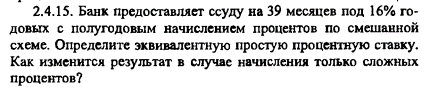 2.4.15. Банк предоставляет ссуду на 39 месяцев под 16% го-
довых с полугодовым начислением процентов по смешанной
схеме. Определите эквивалентную простую процентную ставку.
Как изменится результат в случае начисления только сложных
процентов?